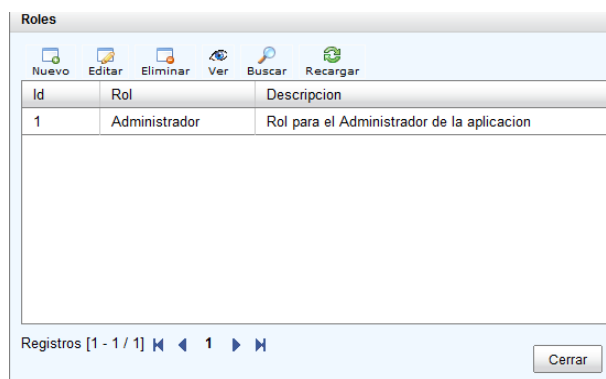 Roles
Nuevo Editar Eliminar Ver Buscar Recargar
Id Rol Descripcion
1 Administrador Rol para el Administrador de la aplicacion
Registros [1 - 1 / 1] 1
Cerrar